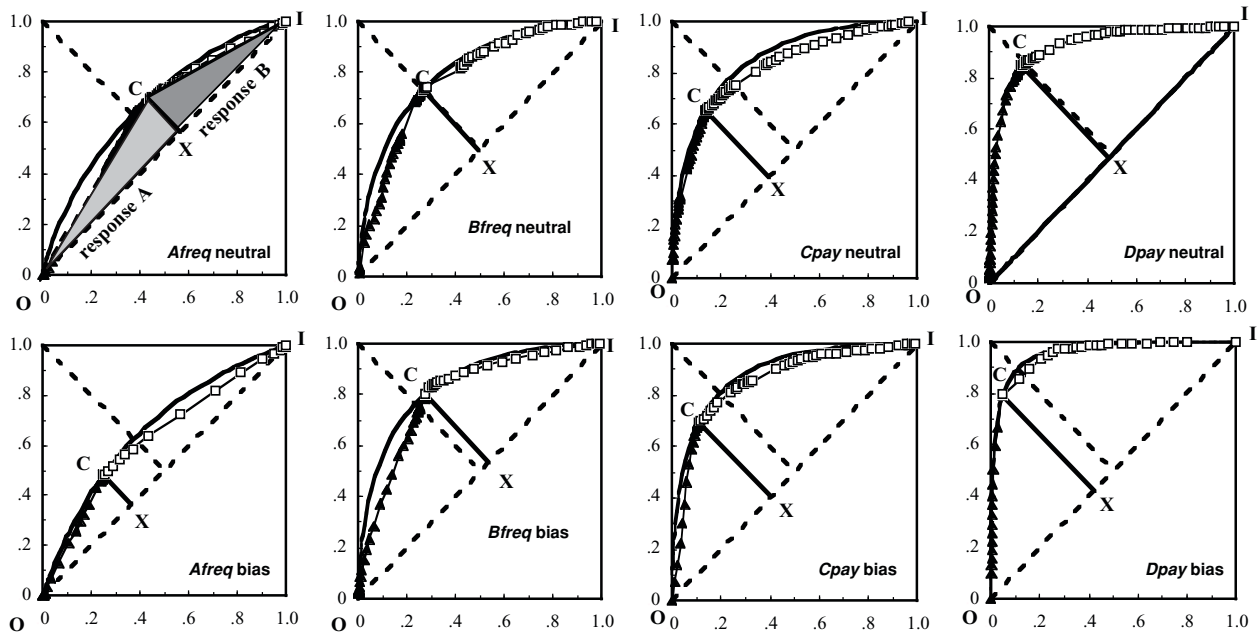 1.0
.8
.6
.4
.2
0
C
X
I
O
response A
response B
Afreq neutral
0 .2 .4 .6 .8 1.0
1.0
.8
.6
.4
.2
0
C
X
I
O
Bfreq neutral
0 .2 .4 .6 .8 1.0
1.0
.8
.6
.4
.2
0
C
X
I
O
Cpay neutral
0 .2 .4 .6 .8 1.0
1.0
.8
.6
.4
.2
0
C
X
I
O
Dpay neutral
0 .2 .4 .6 .8 1.0
1.0
.8
.6
.4
.2
0
C
X
I
O
Afreq bias
0 .2 .4 .6 .8 1.0
1.0
.8
.6
.4
.2
0
C
X
I
O
Bfreq bias
0 .2 .4 .6 .8 1.0
1.0
.8
.6
.4
.2
0
C
X
I
O
Cpay bias
0 .2 .4 .6 .8 1.0
1.0
.8
.6
.4
.2
0
C
X
I
O
Dpay bias
0 .2 .4 .6 .8 1.0